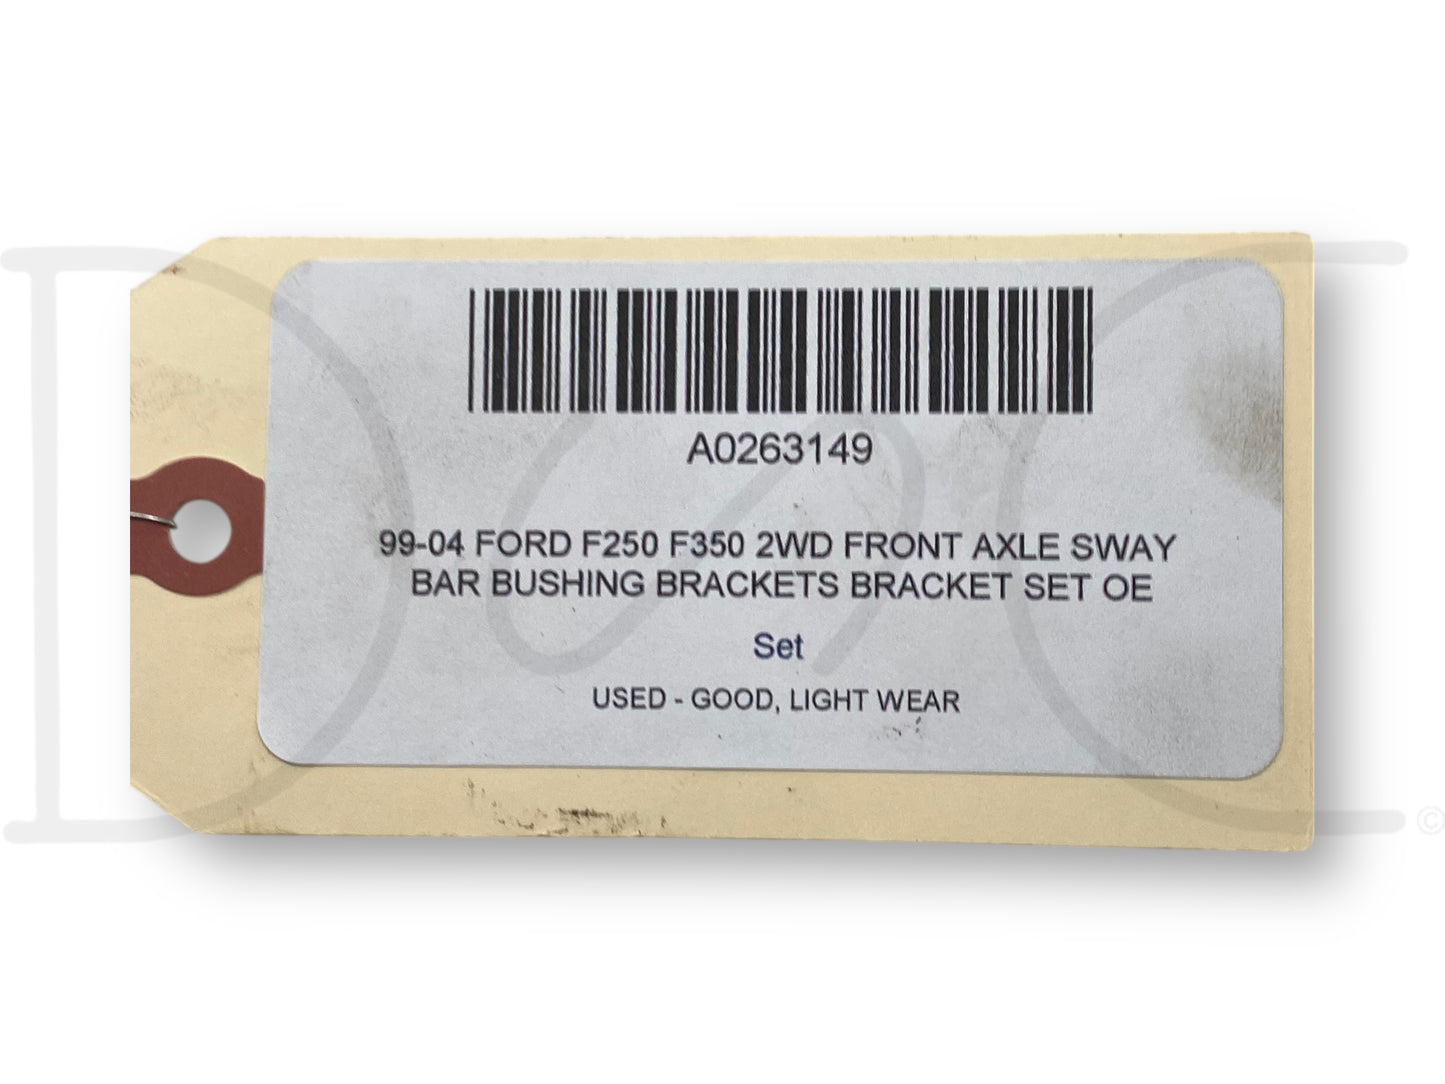 A0263149
99-04 FORD F250 F350 2WD FRONT AXLE SWAY
BAR BUSHING BRACKETS BRACKET SET OE
Set
USED - GOOD, LIGHT WEAR
©